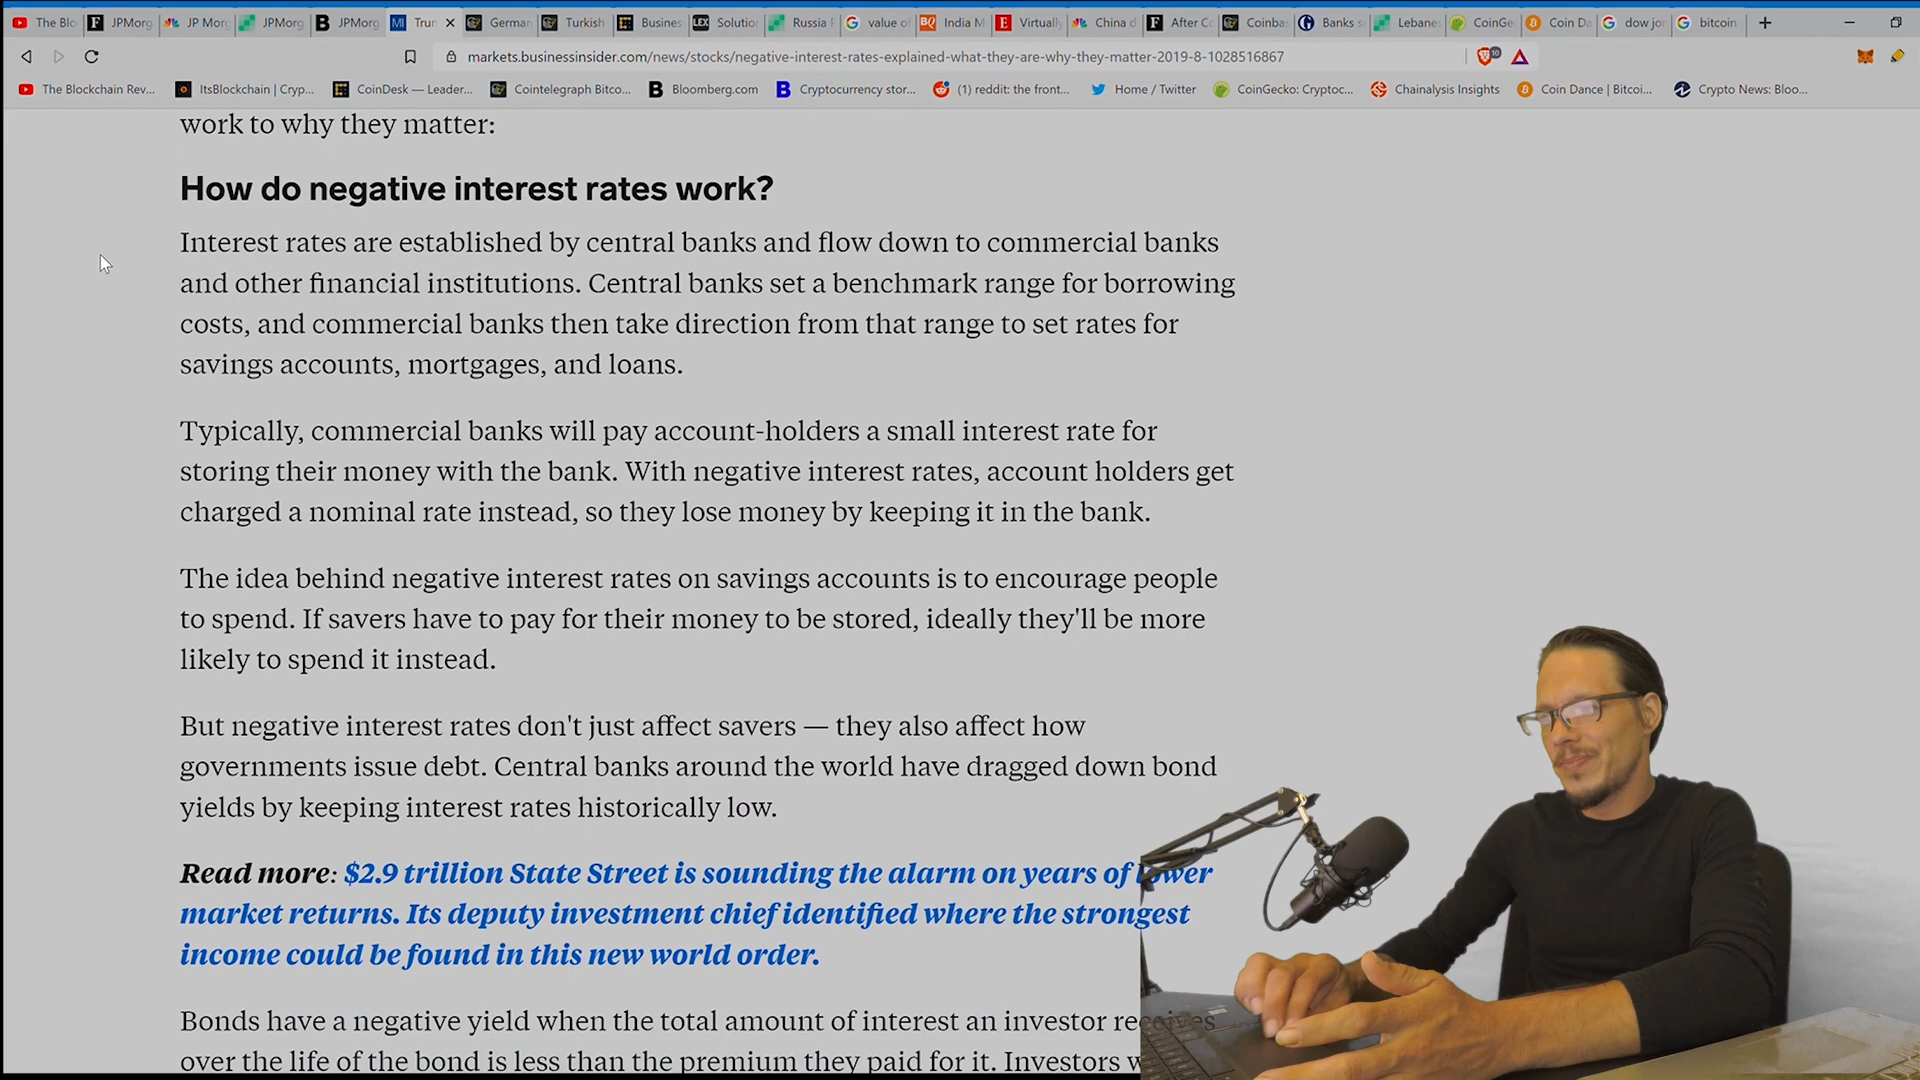 The Blo
JPMorg
JP Morg
JPMorg
JPMorg
Trum
German
Turkish
Busines
Solution
Russia P
value of
India M
Virtually
China d
After Co
Coinbas
Banks s
Lebanes
CoinGe
Coin Da
dow jon
bitcoin
markets.businessinsider.com/news/stocks/negative-interest-rates-explained-what-they-are-why-they-matter-2019-8-1028516867
The Blockchain Rev...
ItsBlockchain | Cryp...
CoinDesk — Leader...
Cointelegraph Bitco...
Bloomberg.com
Cryptocurrency stor...
(1) reddit: the front...
Home / Twitter
CoinGecko: Cryptoc...
Chainalysis Insights
Coin Dance | Bitcoi...
Crypto News: Bloo...
work to why they matter:
How do negative interest rates work?
Interest rates are established by central banks and flow down to commercial banks
and other financial institutions. Central banks set a benchmark range for borrowing
costs, and commercial banks then take direction from that range to set rates for
savings accounts, mortgages, and loans.
Typically, commercial banks will pay account-holders a small interest rate for
storing their money with the bank. With negative interest rates, account holders get
charged a nominal rate instead, so they lose money by keeping it in the bank.
The idea behind negative interest rates on savings accounts is to encourage people
to spend. If savers have to pay for their money to be stored, ideally they'll be more
likely to spend it instead.
But negative interest rates don't just affect savers — they also affect how
governments issue debt. Central banks around the world have dragged down bond
yields by keeping interest rates historically low.
Read more: $2.9 trillion State Street is sounding the alarm on years of lower
market returns. Its deputy investment chief identified where the strongest
income could be found in this new world order.
Bonds have a negative yield when the total amount of interest an investor receives
over the life of the bond is less than the premium they paid for it. Investors w